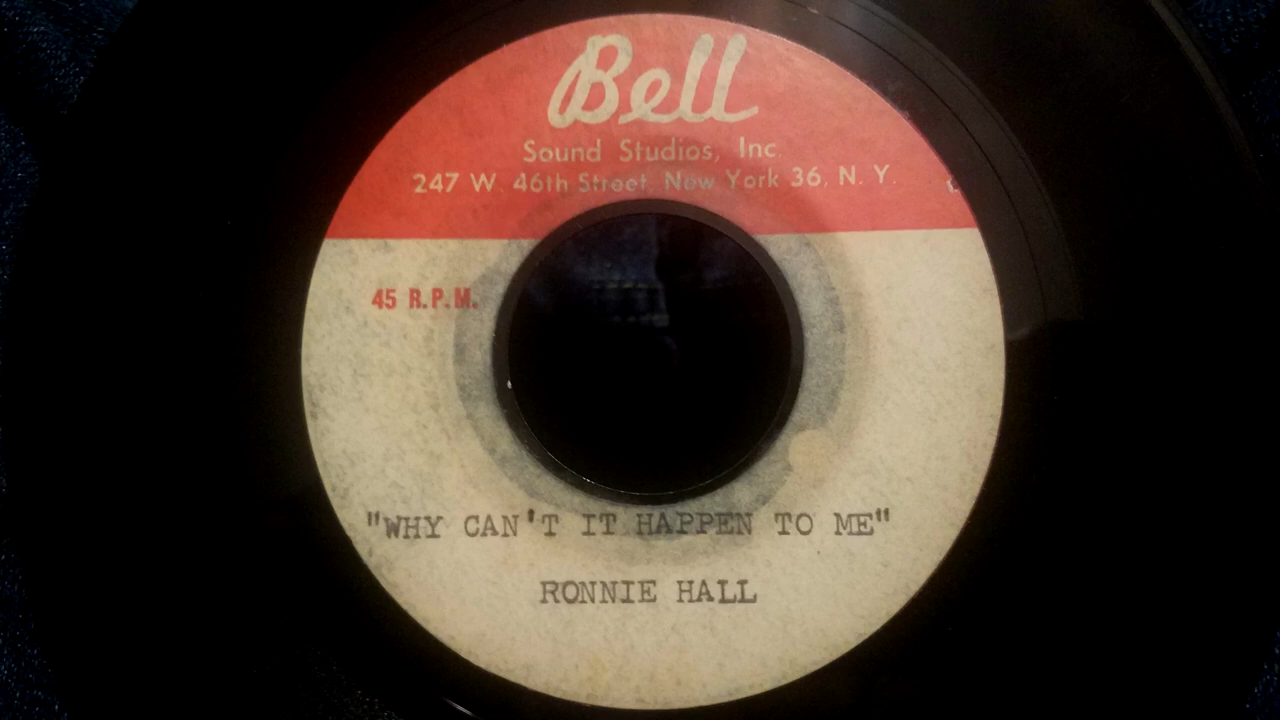 Bell
Sound Studios, Inc.
247 W. 46th Street, New York 36, N. Y.
45 R.P.M.
"WHY CAN'T IT HAPPEN TO ME"
RONNIE HALL